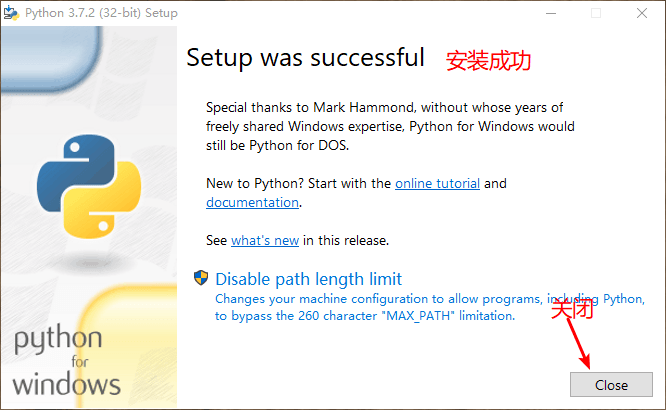 Python 3.7.2 (32-bit) Setup
Setup was successful 安装成功
Special thanks to Mark Hammond, without whose years of
freely shared Windows expertise, Python for Windows would
still be Python for DOS.
New to Python? Start with the online tutorial and
documentation.
See what's new in this release.
Disable path length limit
Changes your machine configuration to allow programs, including Python,
to bypass the 260 character "MAX_PATH" limitation.
关闭
python
for
windows
Close